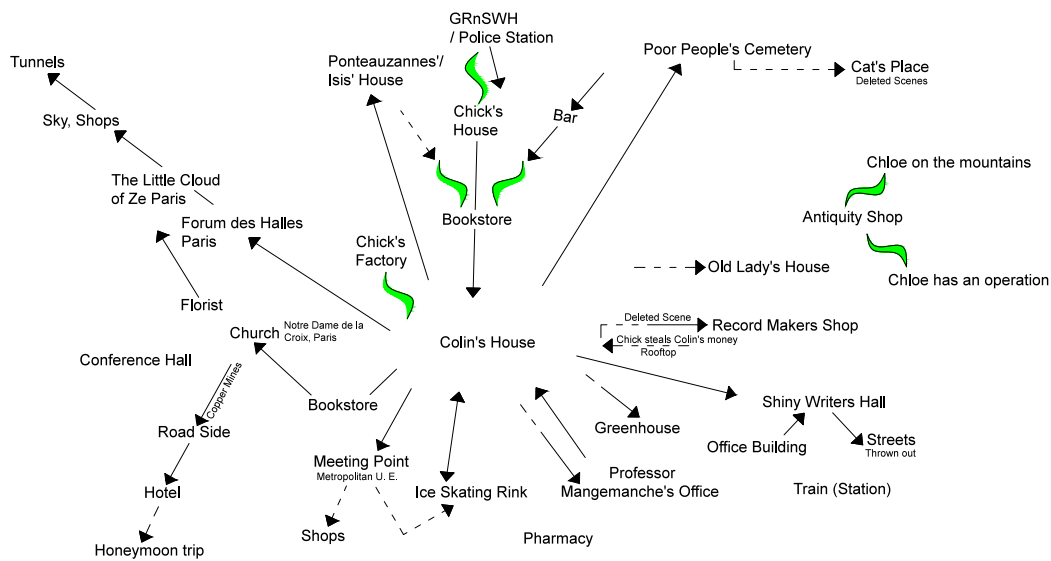 GRnSWH
/ Police Station
Ponteauzannes'/
Isis' House
Poor People's Cemetery
Tunnels
Cat's Place
Deleted Scenes
Sky, Shops
Chick's
House
Bar
Chloe on the mountains
The Little Cloud
of Ze Paris
Forum des Halles
Paris
Bookstore
Antiquity Shop
Chick's
Factory
Old Lady's House
Chloe has an operation
Florist
Church
Notre Dame de la
Croix, Paris
Colin's House
Deleted Scene
Record Makers Shop
Chick steals Colin's money
Rooftop
Conference Hall
Copper Mines
Bookstore
Shiny Writers Hall
Road Side
Greenhouse
Office Building
Streets
Thrown out
Meeting Point
Metropolitan U. E.
Professor
Mangemanche's Office
Hotel
Ice Skating Rink
Train (Station)
Shops
Pharmacy
Honeymoon trip